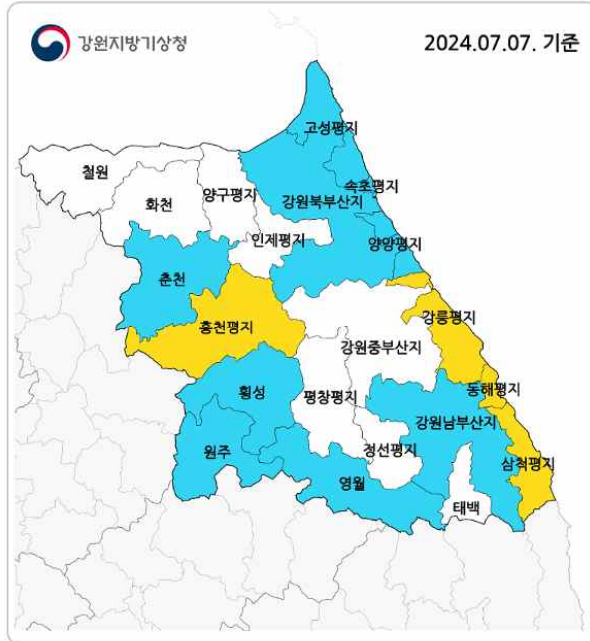 강원지방기상청
2024.07.07. 기준
고성평지
철원
양구평지
속초평지
화천
강원북부산지
인제평지
양양평지
춘천
홍천평지
강릉평지
강원중부산지
동해평지
횡성
평창평지
강원남부산지
원주
정선평지
삼척평지
영월
태백